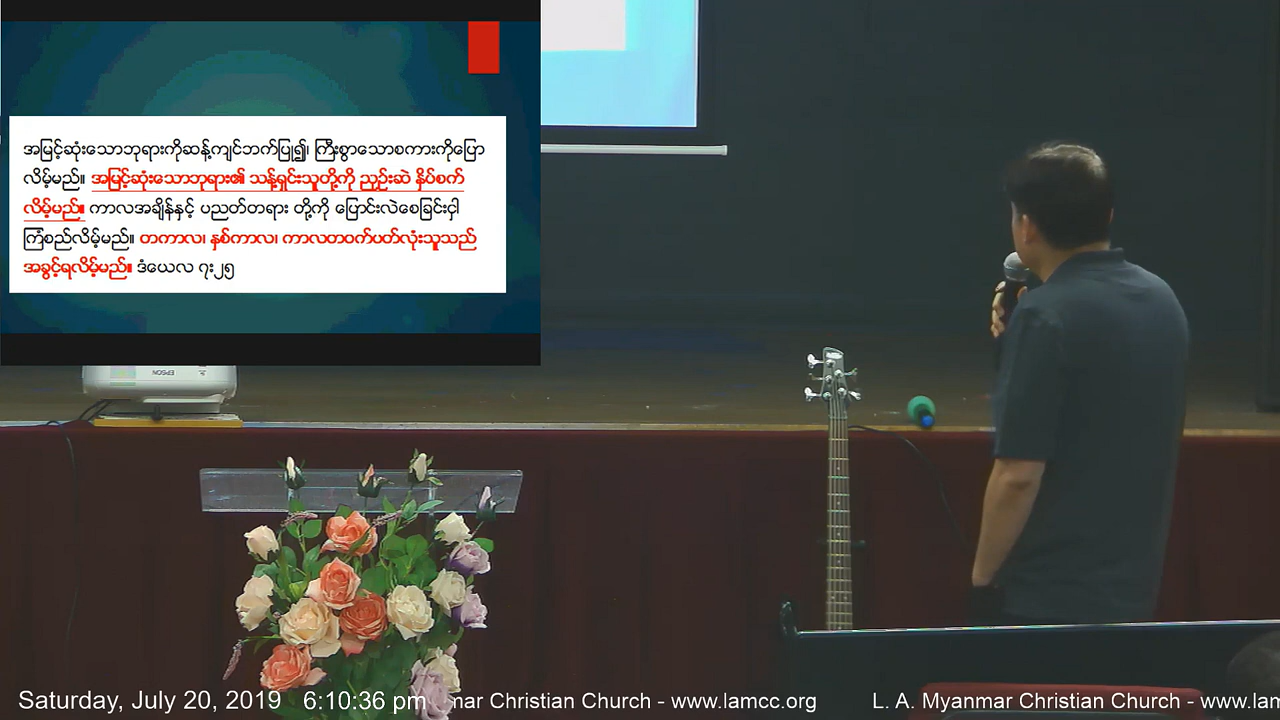 အမြင့်ဆုံးသောဘုရားကိုဆန့်ကျင်ဘက်ပြု၍၊ ကြီးစွာသောစကားကိုပြော
လိမ့်မည်။ အမြင့်ဆုံးသောဘုရား၏ သန့်ရှင်းသူတို့ကို ညှဉ်းဆဲ နှိပ်စက်
လိမ့်မည်။ ကာလအချိန်နှင့် ပညတ်တရား တို့ကို ပြောင်းလဲစေခြင်းငှါ
ကြံစည်လိမ့်မည်။ တကာလ၊ နှစ်ကာလ၊ ကာလတဝက်ပတ်လုံးသူသည်
အခွင့်ရလိမ့်မည်။ ဒံယေလ ၇း၂၅
EPSON
Saturday, July 20, 2019 6:10:36 pm mar Christian Church - www.lamcc.org L. A. Myanmar Christian Church - www.lam